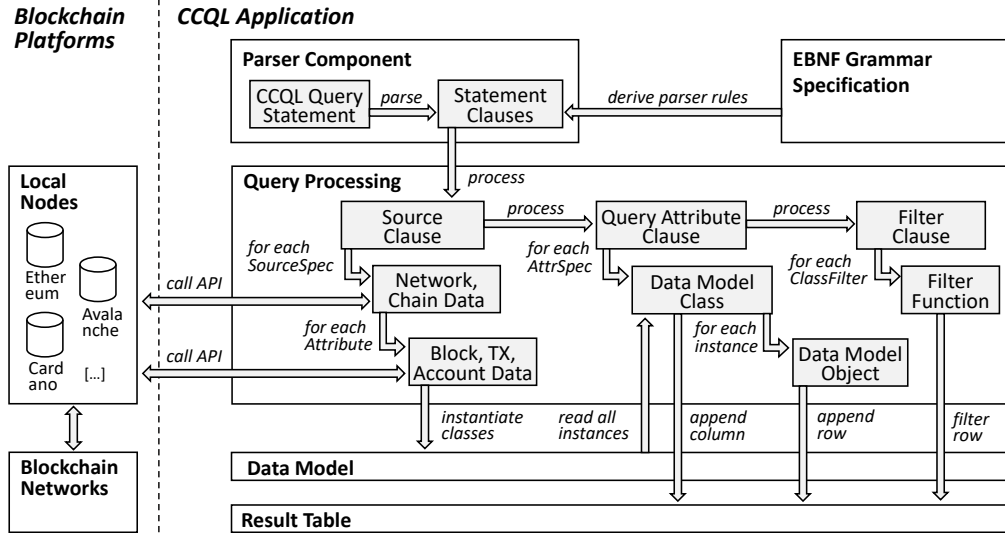 Blockchain
Platforms
CCQL Application
Parser Component
CCQL Query
Statement
parse
Statement
Clauses
derive parser rules
EBNF Grammar
Specification
process
Local
Nodes
Ether
eum
Avala
nche
Card
ano
[...]
Blockchain
Networks
call API
call API
Query Processing
Source
Clause
process
Query Attribute
Clause
process
Filter
Clause
for each
SourceSpec
Network,
Chain Data
for each
AttrSpec
Data Model
Class
for each
ClassFilter
Filter
Function
for each
Attribute
Block, TX,
Account Data
for each
instance
Data Model
Object
instantiate
classes
read all
instances
append
column
append
row
filter
row
Data Model
Result Table